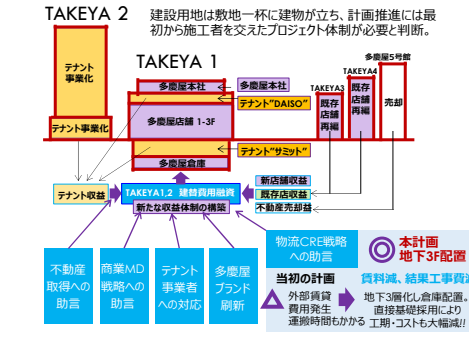 TAKEYA 2
建設用地は敷地一杯に建物が立ち、計画推進には最
初から施工者を交えたプロジェクト体制が必要と判断。
TAKEYA 1
多慶屋5号館
テナント
事業化
テナント事業化
多慶屋本社
多慶屋本社
テナント"DAISO"
多慶屋店舗 1-3F
テナント"サミット"
多慶屋倉庫
TAKEYA3
既存
店舗
再編
TAKEYA4
既存
店舗
再編
売却
テナント収益
TAKEYA1,2 建替費用融資
新たな収益体制の構築
新店舗収益
既存店収益
不動産売却益
不動産
取得への
助言
商業MD
戦略への
助言
テナント
事業者
への対応
多慶屋
ブランド
刷新
物流CRE戦略
への助言
◎ 本計画
地下3F配置
当初の計画
△ 外部賃貸
費用発生
運搬時間もかかる
賃料減、結果工事費減
地下3層化し倉庫配置。
直接基礎採用により
工期・コストも大幅減!!